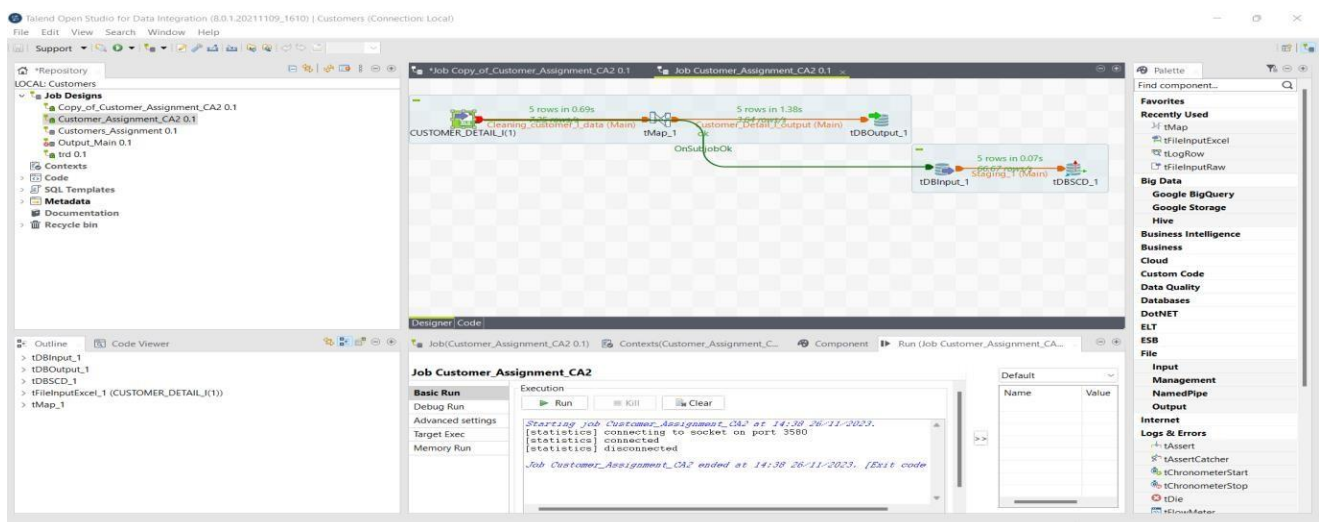 Talend Open Studio for Data Integration (8.0.1.20211109_1610) | Customers (Connection: Local)
File Edit View Search Window Help
Support
*Repository
LOCAL: Customers
Job Designs
Copy_of_Customer_Assignment_CA2 0.1
Customer_Assignment_CA2 0.1
Customers_Assignment 0.1
Output_Main 0.1
trd 0.1
Contexts
Code
SQL Templates
Metadata
Documentation
Recycle bin
*Job Copy_of_Customer_Assignment_CA2 0.1
Job Customer_Assignment_CA2 0.1
5 rows in 0.69s
Cleaning_customer_1_data (Main)
CUSTOMER_DETAIL_I(1)
tMap_1
5 rows in 1.38s
3.64 rows/s
ok
tDBOutput_1
OnSubjobOk
5 rows in 0.07s
66.67 rows/s
Staging_1 (Main)
tDBInput_1
tDBSCD_1
Designer Code
Palette
Find component...
Favorites
Recently Used
tMap
tFileInputExcel
tLogRow
tFileInputRaw
Big Data
Google BigQuery
Google Storage
Hive
Business Intelligence
Business
Cloud
Custom Code
Data Quality
Databases
DotNET
ELT
ESB
File
Input
Management
NamedPipe
Output
Internet
Logs & Errors
tAssert
tAssertCatcher
tChronometerStart
tChronometerStop
tDie
tFlowMeter
Outline
Code Viewer
tDBInput_1
tDBOutput_1
tDBSCD_1
tFileInputExcel_1 (CUSTOMER_DETAIL_I(1))
tMap_1
Job(Customer_Assignment_CA2 0.1)
Contexts(Customer_Assignment_C...
Component
Run (Job Customer_Assignment_CA...
Job Customer_Assignment_CA2
Basic Run
Debug Run
Advanced settings
Target Exec
Memory Run
Execution
Run
Kill
Clear
Starting job Customer_Assignment_CA2 at 14:38 26/11/2023.
[statistics] connecting to socket on port 3580
[statistics] connected
[statistics] disconnected
Job Customer_Assignment_CA2 ended at 14:38 26/11/2023. [Exit code
>>
Default
Name Value